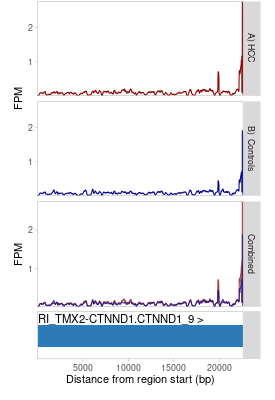 2
A) HCC
1
FPM
2
B) Controls
1
2
Combined
FPM
1
RI_TMX2-CTNND1.CTNND1_9 >
5000 10000 15000 20000
Distance from region start (bp)